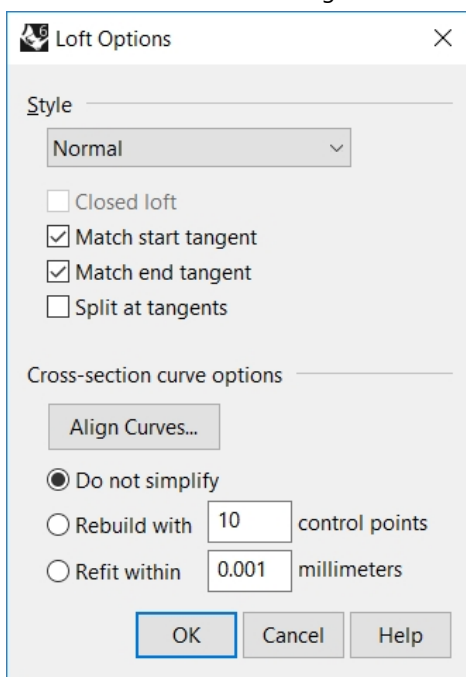 Loft Options
Style
Normal
Closed loft
Match start tangent
Match end tangent
Split at tangents
Cross-section curve options
Align Curves...
Do not simplify
Rebuild with 10 control points
Refit within 0.001 millimeters
OK Cancel Help